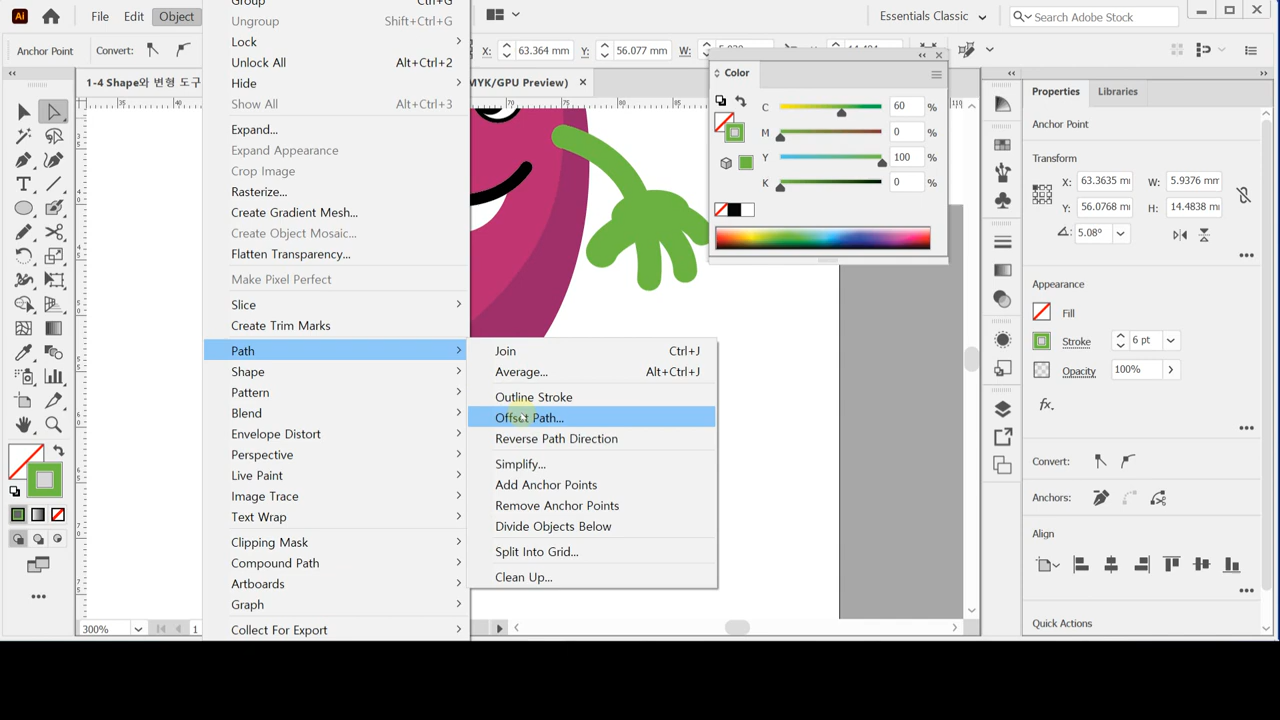 Ai
File
Edit
Object
Essentials Classic
Search Adobe Stock
Anchor Point
Convert:
X:
63.364 mm
Y:
56.077 mm
W:
1-4 Shape와 변형 도구
MYK/GPU Preview)
Group
Ctrl+G
Ungroup
Shift+Ctrl+G
Lock
Unlock All
Alt+Ctrl+2
Hide
Show All
Alt+Ctrl+3
Expand...
Expand Appearance
Crop Image
Rasterize...
Create Gradient Mesh...
Create Object Mosaic...
Flatten Transparency...
Make Pixel Perfect
Slice
Create Trim Marks
Path
Shape
Pattern
Blend
Envelope Distort
Perspective
Live Paint
Image Trace
Text Wrap
Clipping Mask
Compound Path
Artboards
Graph
Collect For Export
Join
Ctrl+J
Average...
Alt+Ctrl+J
Outline Stroke
Offset Path...
Reverse Path Direction
Simplify...
Add Anchor Points
Remove Anchor Points
Divide Objects Below
Split Into Grid...
Clean Up...
Color
C
60
%
M
0
%
Y
100
%
K
0
%
35
40
70
75
80
85
300%
1
Properties
Libraries
Anchor Point
Transform
X:
63.3635 m
W:
5.9376 mm
Y:
56.0768 m
H:
14.4838 m
5.08º
Appearance
Fill
Stroke
6 pt
Opacity
100%
fx
Convert:
Anchors:
Align
Quick Actions